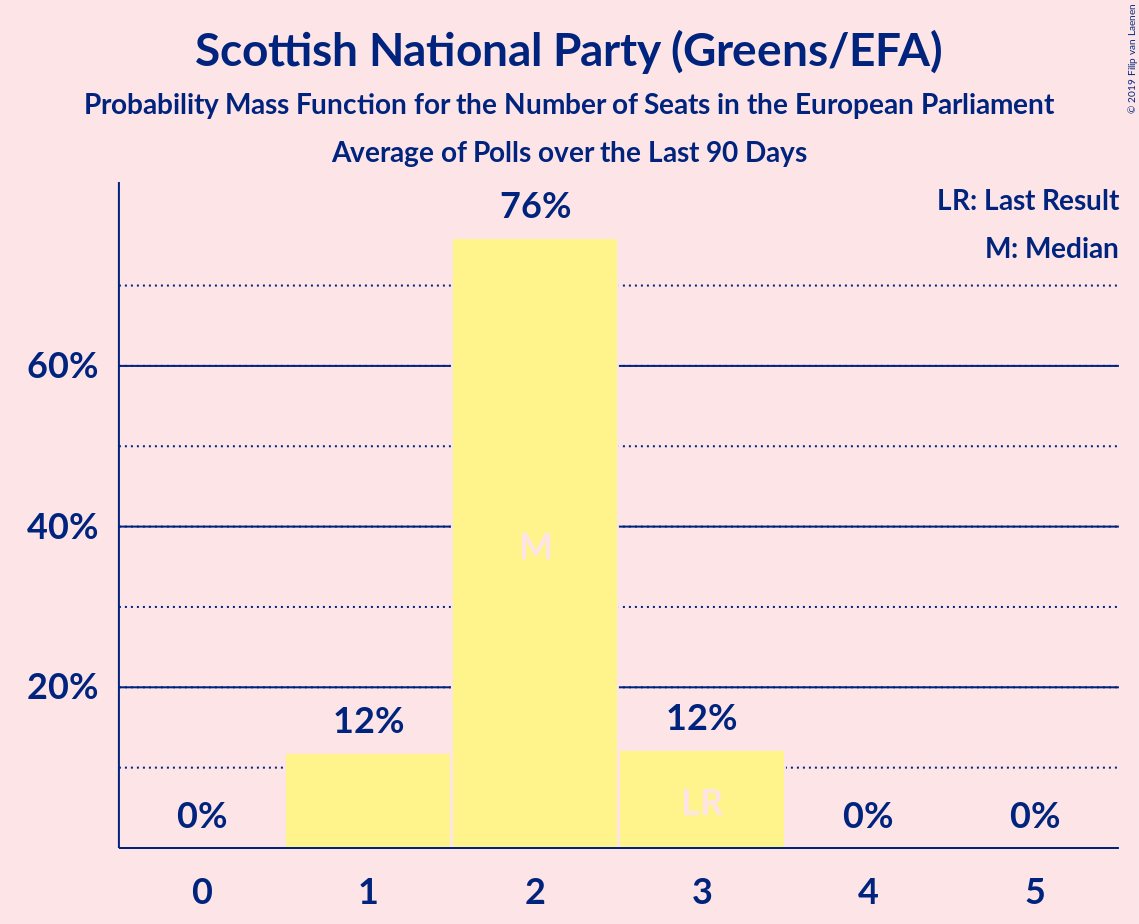 Scottish National Party (Greens/EFA)
Probability Mass Function for the Number of Seats in the European Parliament
Average of Polls over the Last 90 Days
© 2019 Filip van Laenen
LR: Last Result
M: Median
76%
60%
40%
M
20%
12%
12%
LR
0%
0%
0%
0 1 2 3 4 5